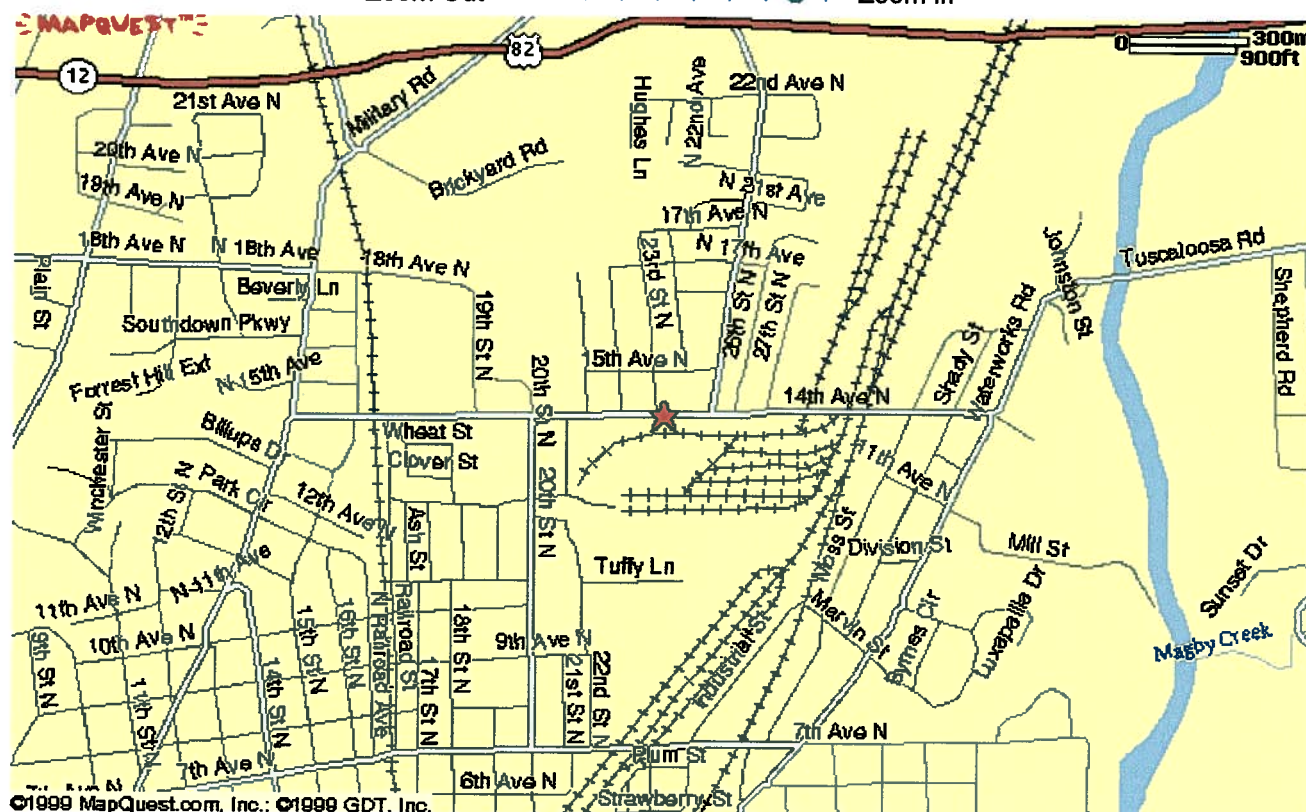 MAPQUEST
82
12
0 300m
900ft
Military Rd
21st Ave N
20th Ave N
19th Ave N
18th Ave N
N 18th Ave
18th Ave N
Brickyard Rd
Hughes Ln
N 22nd Ave
22nd Ave N
N 21st Ave
17th Ave N
N 17th Ave
23rd St N
26th St N
27th St N
15th Ave N
Johnston St
Tuscaloosa Rd
Shepherd Rd
Waterworks Rd
Shady St
Plain St
Beverly Ln
Southdown Pkwy
Forrest Hill Ext
N 15th Ave
19th St N
20th St N
14th Ave N
Winchester St
Billups Dr
Wheat St
Clover St
N Park Cir
12th St N
12th Ave N
20th St N
11th Ave N
Ash St
Moss St
Division St
Mill St
Tuffy Ln
Sunset Dr
N 11th Ave
11th Ave N
10th Ave N
9th St N
11th St N
14th St N
15th St N
16th St N
N Railroad Ave
Railroad St
17th St N
18th St N
9th Ave N
21st St N
22nd St N
Industrial St
Marvin St
Bymes Cir
Luxapalila Dr
Magby Creek
7th Ave N
7th Ave N
Plum St
6th Ave N
Strawberry St
©1999 MapQuest.com, Inc.; ©1999 GDT, Inc.